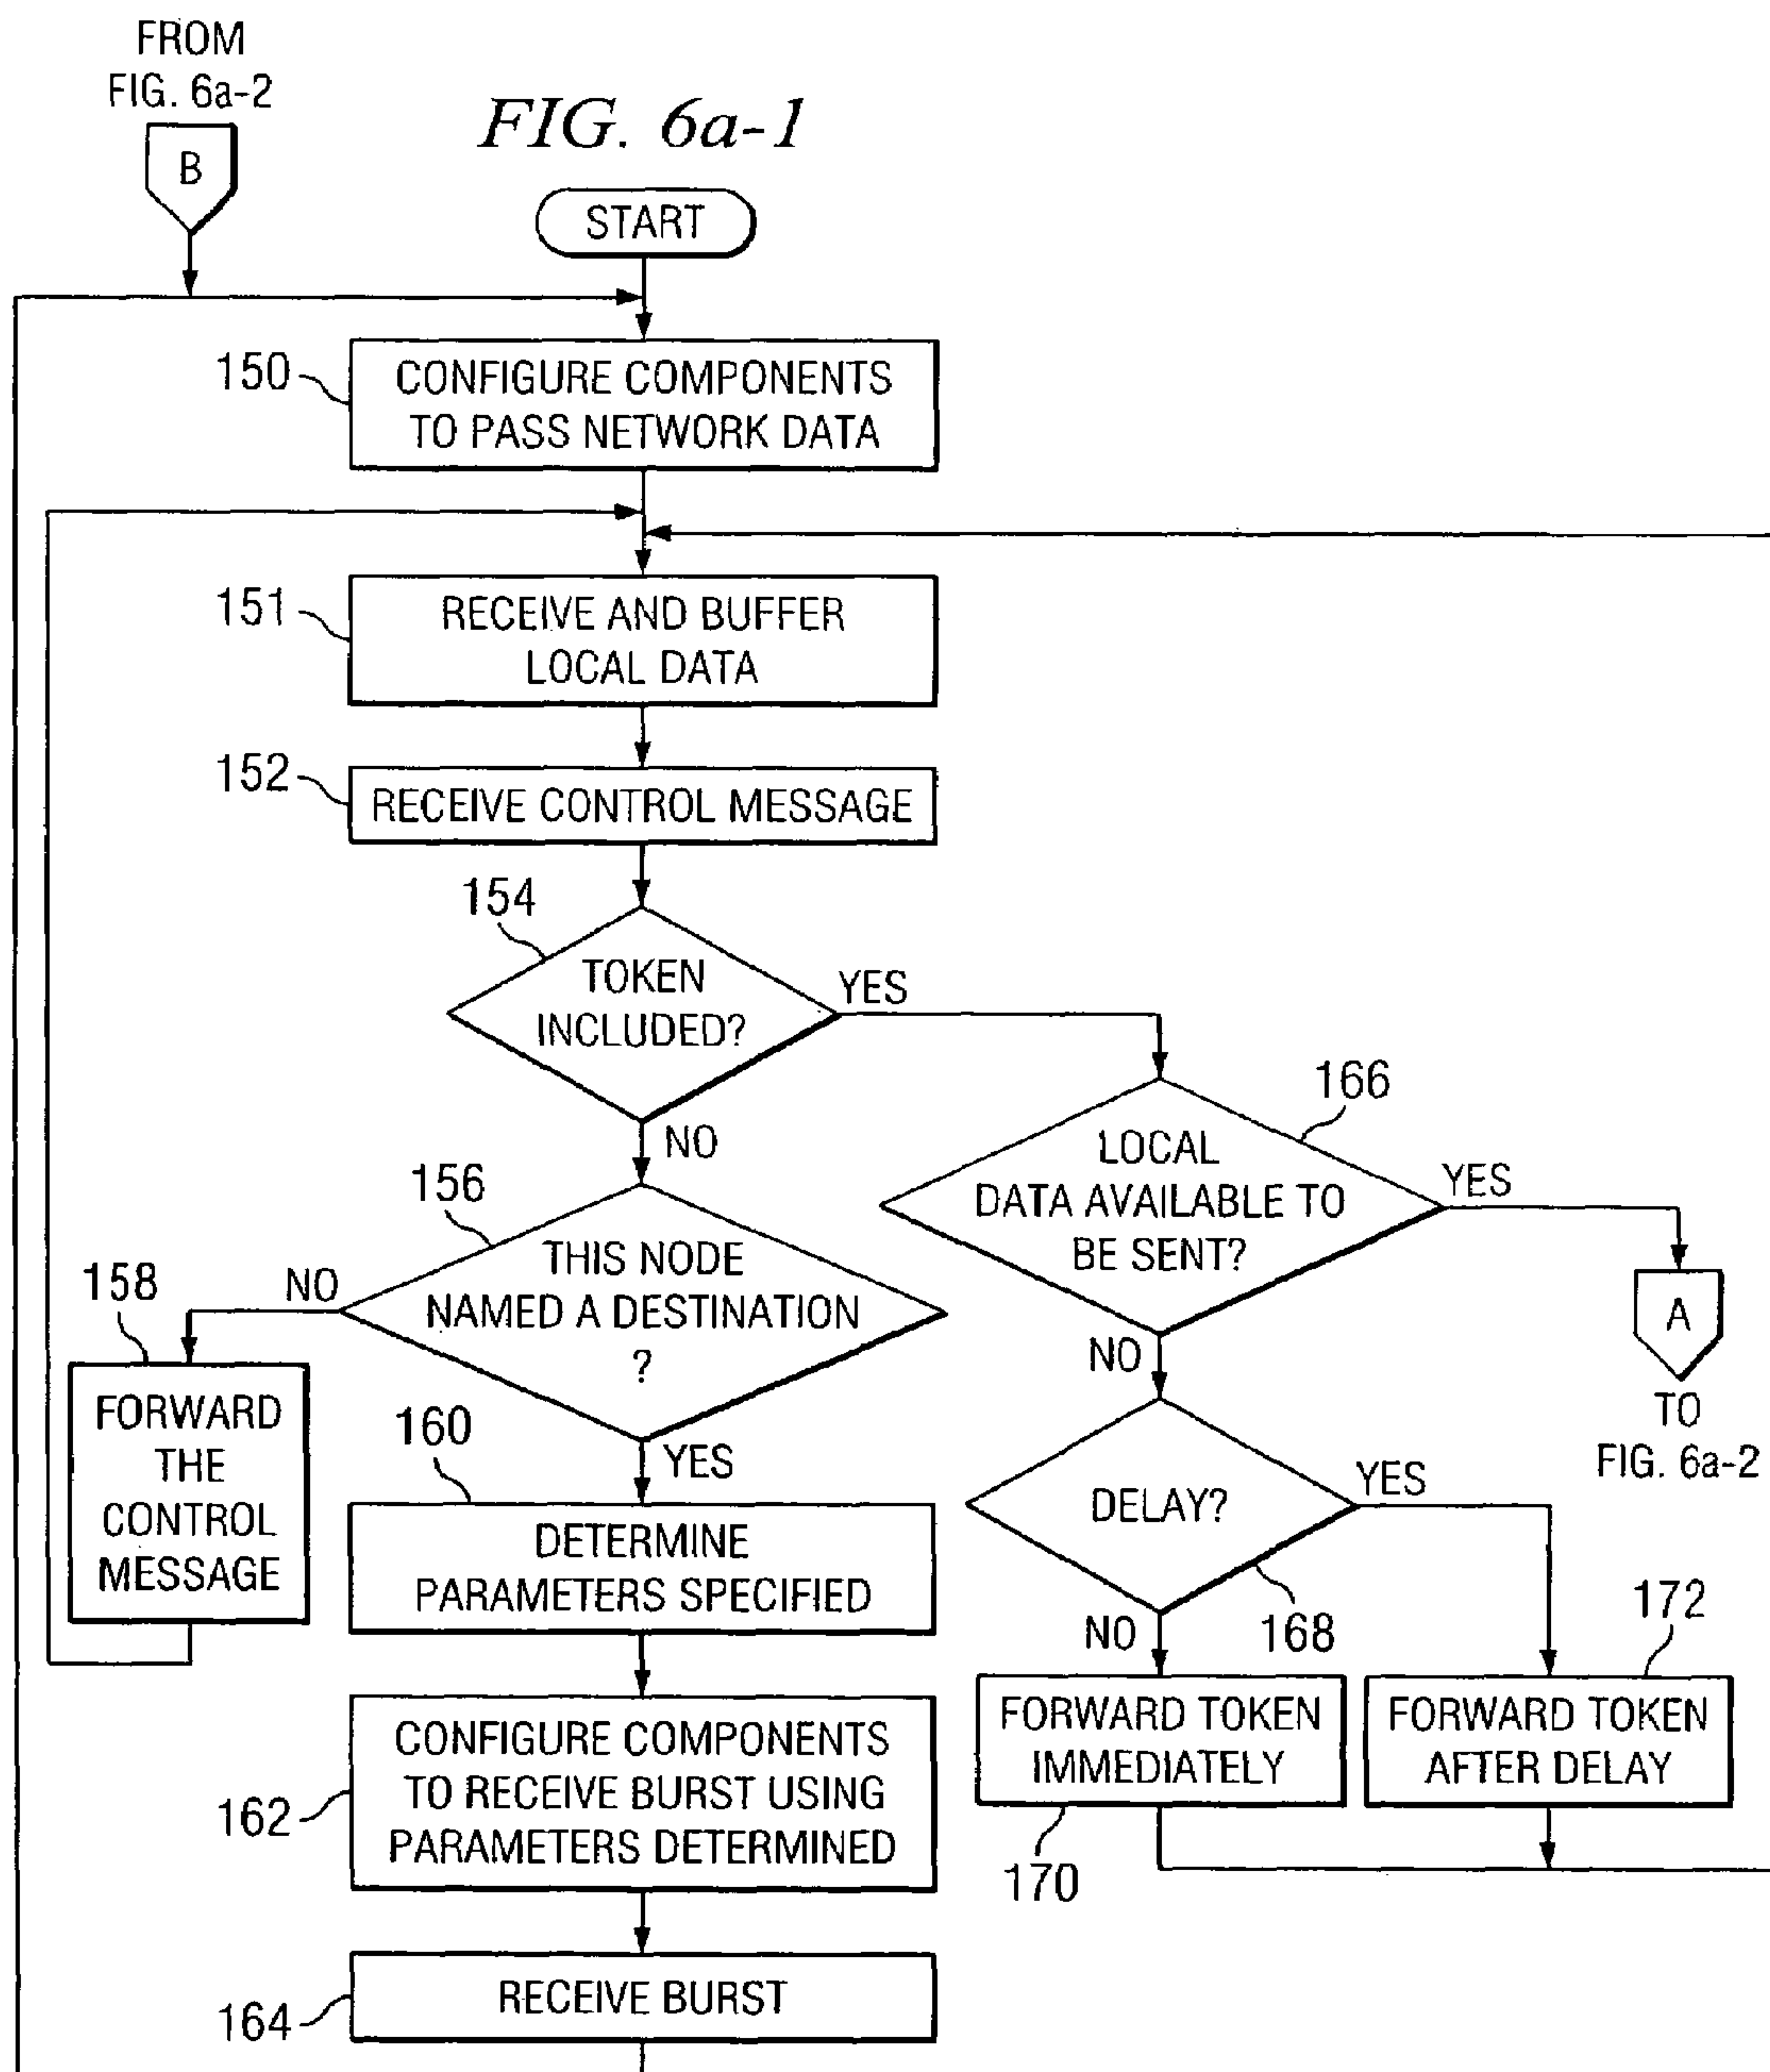 FROM
FIG. 6a-2
B
FIG. 6a-1
START
150
CONFIGURE COMPONENTS
TO PASS NETWORK DATA
151
RECEIVE AND BUFFER
LOCAL DATA
152
RECEIVE CONTROL MESSAGE
154
TOKEN
INCLUDED?
YES
NO
166
LOCAL
DATA AVAILABLE TO
BE SENT?
YES
A
TO
FIG. 6a-2
NO
156
THIS NODE
NAMED A DESTINATION
?
NO
158
FORWARD
THE
CONTROL
MESSAGE
YES
160
DETERMINE
PARAMETERS SPECIFIED
DELAY?
YES
168
NO
172
FORWARD TOKEN
IMMEDIATELY
170
FORWARD TOKEN
AFTER DELAY
162
CONFIGURE COMPONENTS
TO RECEIVE BURST USING
PARAMETERS DETERMINED
164
RECEIVE BURST